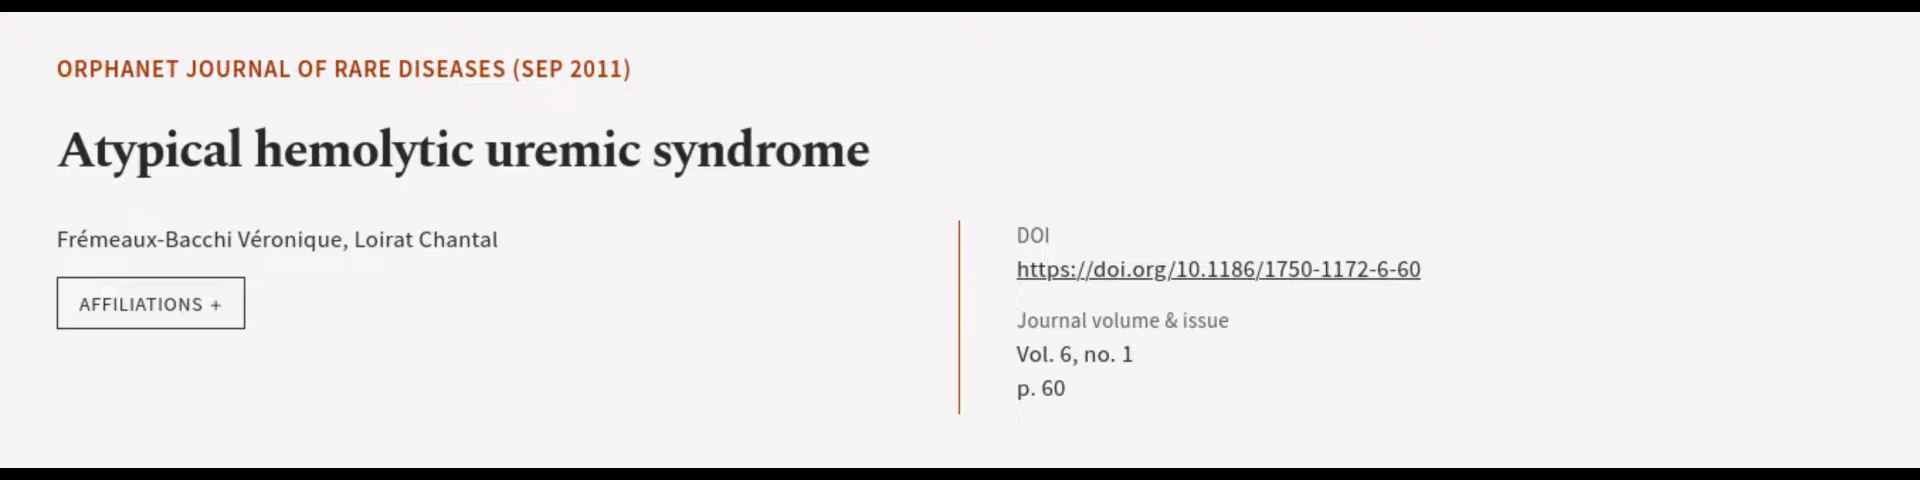 ORPHANET JOURNAL OF RARE DISEASES (SEP 2011)
Atypical hemolytic uremic syndrome
Frémeaux-Bacchi Véronique, Loirat Chantal
AFFILIATIONS +
DOI
https://doi.org/10.1186/1750-1172-6-60
Journal volume & issue
Vol. 6, no. 1
p. 60